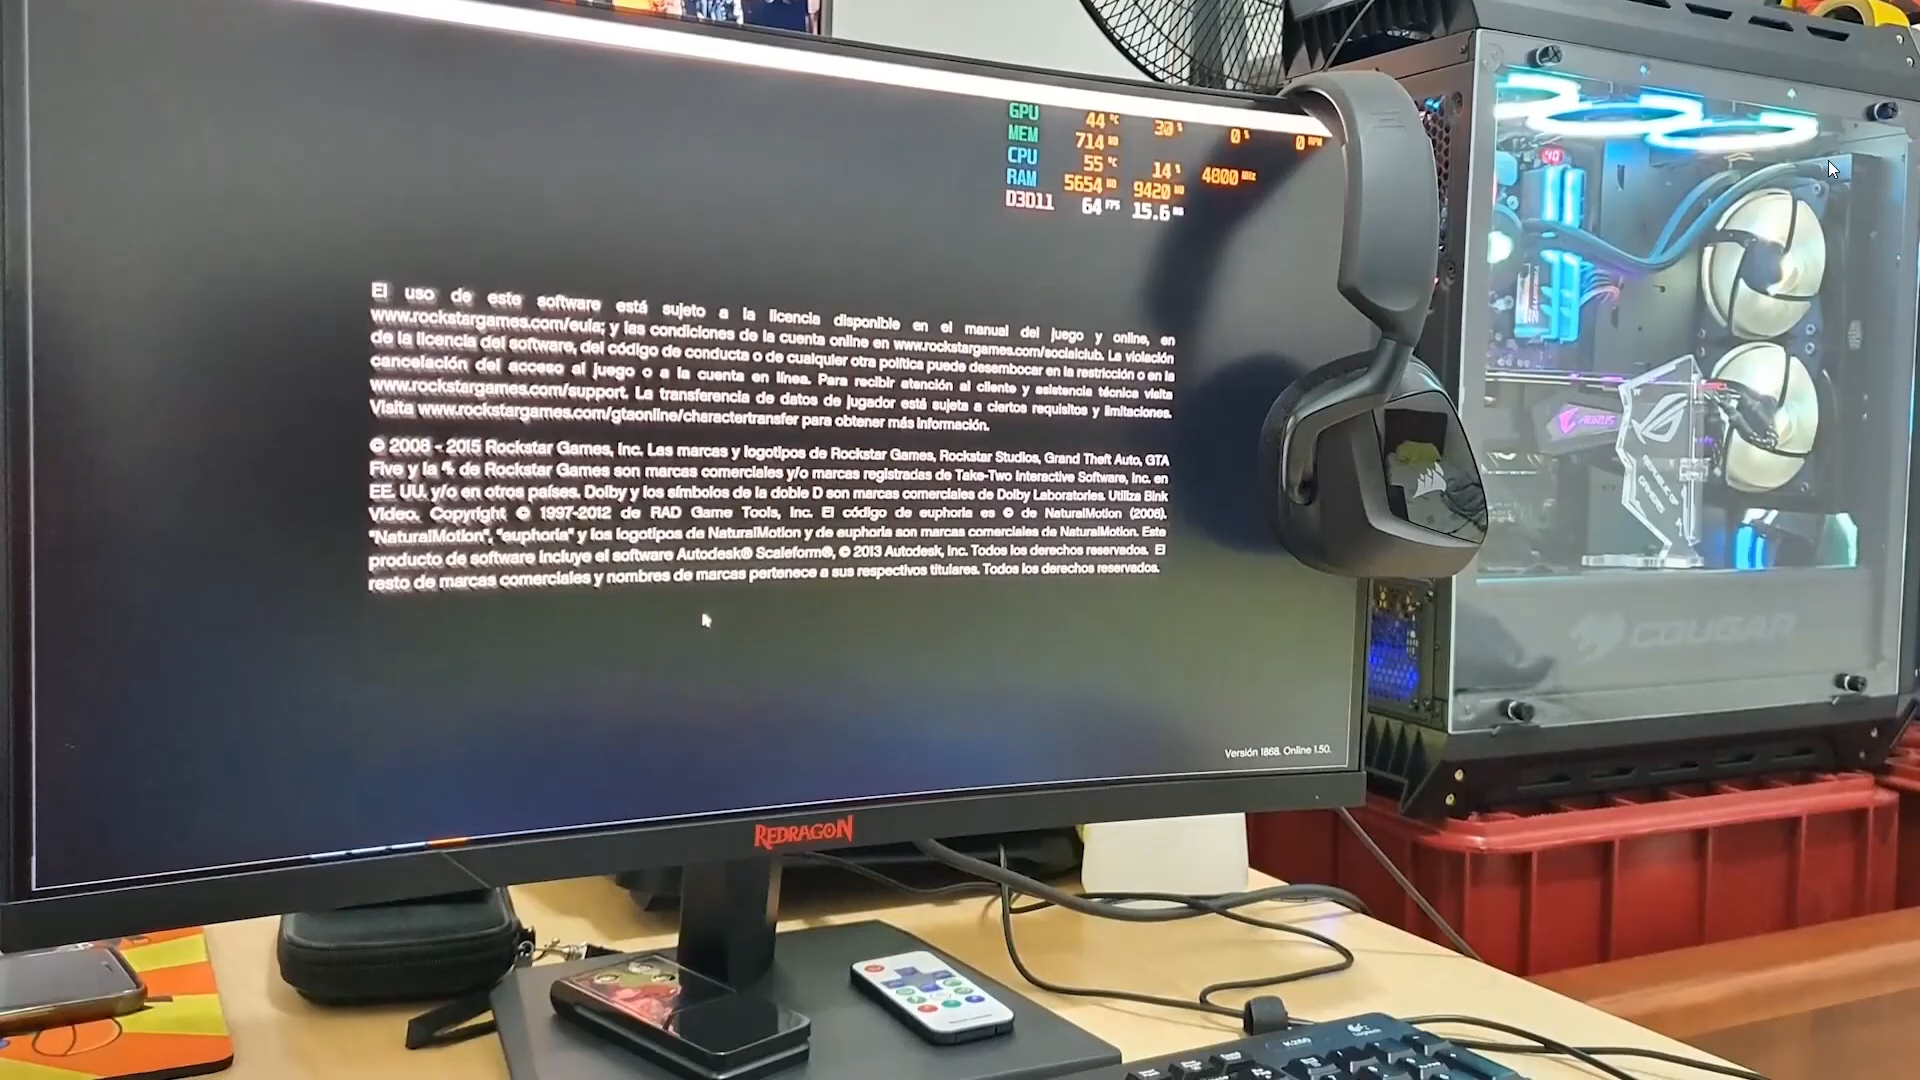 GPU 44 °C 30 % 0 % 0 RPM
MEM 714 MB
CPU 55 °C 14 % 4800 MHz
RAM 5654 MB 9420 MB
D3D11 64 FPS 15.6 ms
El uso de este software está sujeto a la licencia disponible en el manual del juego y online, en
www.rockstargames.com/eula; y las condiciones de la cuenta online en www.rockstargames.com/socialclub. La violación
de la licencia del software, del código de conducta o de cualquier otra política puede desembocar en la restricción o en la
cancelación del acceso al juego o a la cuenta en línea. Para recibir atención al cliente y asistencia técnica visita
www.rockstargames.com/support. La transferencia de datos de jugador está sujeta a ciertos requisitos y limitaciones.
Visita www.rockstargames.com/gtaonline/charactertransfer para obtener más información.
© 2008 - 2015 Rockstar Games, Inc. Las marcas y logotipos de Rockstar Games, Rockstar Studios, Grand Theft Auto, GTA
Five y la de Rockstar Games son marcas comerciales y/o marcas registradas de Take-Two Interactive Software, Inc. en
EE. UU. y/o en otros países. Dolby y los símbolos de la doble D son marcas comerciales de Dolby Laboratories. Utiliza Bink
Video. Copyright © 1997-2012 de RAD Game Tools, Inc. El código de euphoria es © de NaturalMotion (2008).
"NaturalMotion", "euphoria" y los logotipos de NaturalMotion y de euphoria son marcas comerciales de NaturalMotion. Este
producto de software incluye el software Autodesk® Scaleform®, © 2013 Autodesk, Inc. Todos los derechos reservados. El
resto de marcas comerciales y nombres de marcas pertenece a sus respectivos titulares. Todos los derechos reservados.
Versión 1868. Online 1.50.
REDRAGON
40
AORUS
REPUBLIC OF
GAMERS
COUGAR
Logitech
K260